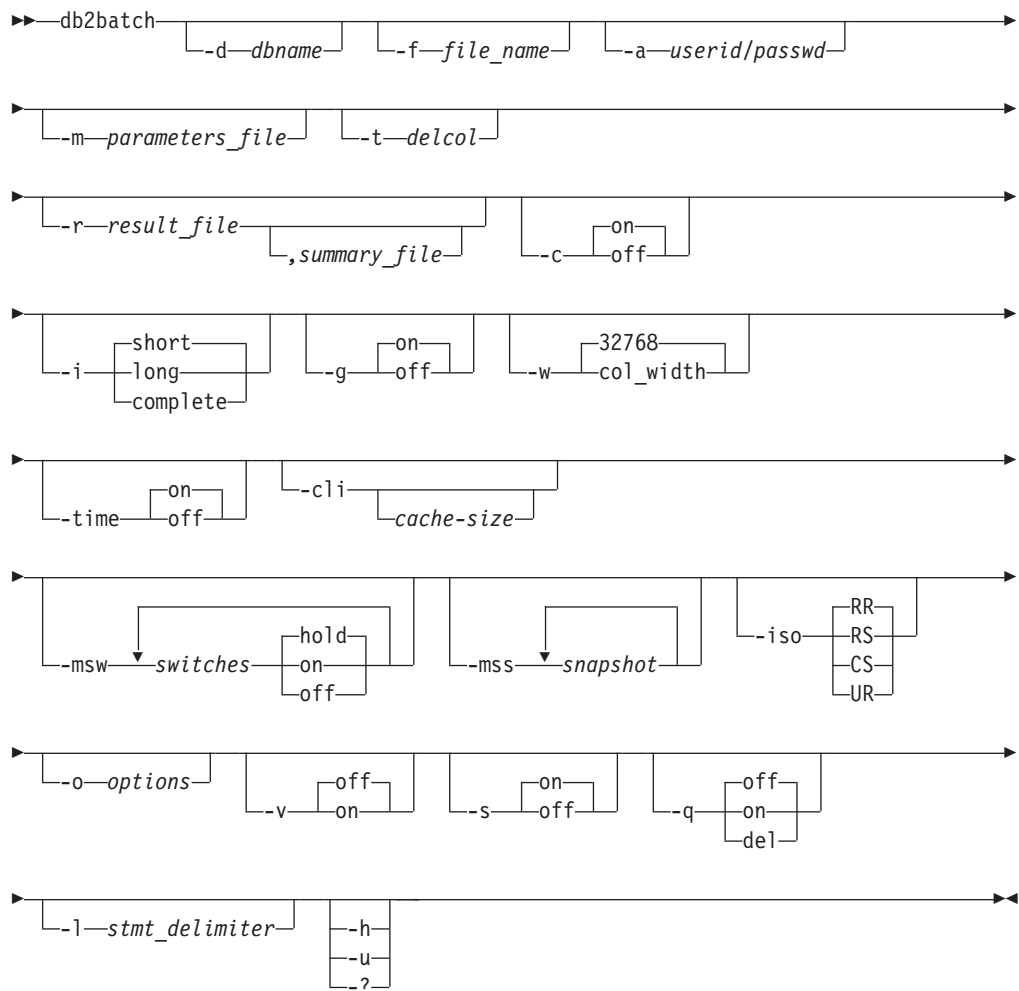 db2batch
-d dbname -f file_name -a userid/passwd
-m parameters_file -t delcol
-r result_file on
,summary_file -c off
short on 32768
-i long -g off -w col_width
complete
on -cli
-time off cache-size
hold RR
-msw switches on -mss snapshot -iso RS
off CS
UR
-o options off on off
-v on -s off -q on
del
-l stmt_delimiter -h
-u
-?